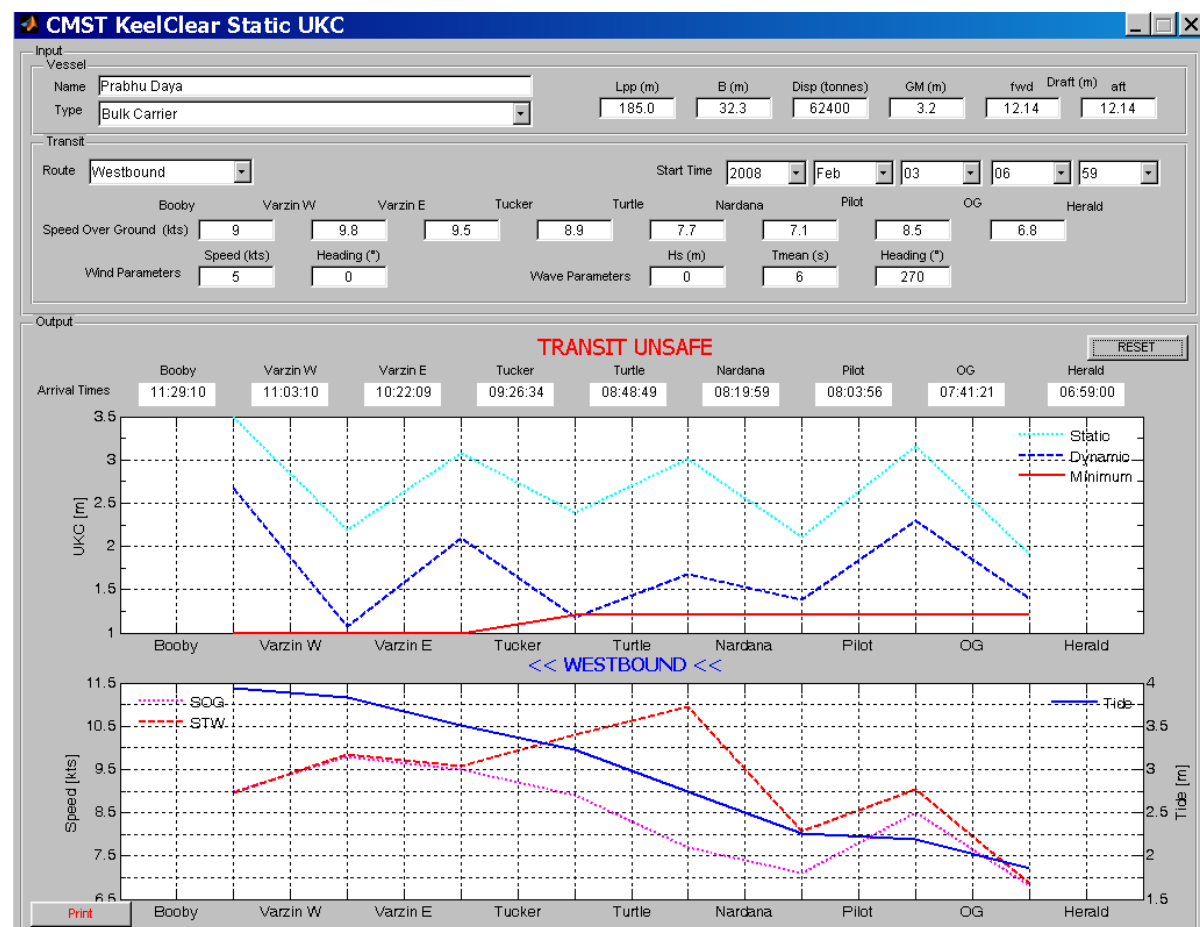 CMST KeelClear Static UKC
Input
Vessel
Name Prabhu Daya
Type Bulk Carrier
Lpp (m) B (m) Disp (tonnes) GM (m) fwd Draft (m) aft
185.0 32.3 62400 3.2 12.14 12.14
Transit
Route Westbound Start Time 2008 Feb 03 06 59
Booby Varzin W Varzin E Tucker Turtle Nardana Pilot OG Herald
Speed Over Ground (kts) 9 9.8 9.5 8.9 7.7 7.1 8.5 6.8
Speed (kts) Heading (°) Hs (m) Tmean (s) Heading (°)
Wind Parameters 5 0 Wave Parameters 0 6 270
Output
TRANSIT UNSAFE
RESET
Booby Varzin W Varzin E Tucker Turtle Nardana Pilot OG Herald
Arrival Times 11:29:10 11:03:10 10:22:09 09:26:34 08:48:49 08:19:59 08:03:56 07:41:21 06:59:00
3.5
3
2.5
2
1.5
1
UKC [m]
Static
Dynamic
Minimum
Booby Varzin W Varzin E Tucker Turtle Nardana Pilot OG Herald
<< WESTBOUND <<
11.5
10.5
9.5
8.5
7.5
6.5
Speed [kts]
SOG
STW
Tide
4
3.5
3
2.5
2
1.5
Tide [m]
Print
Booby Varzin W Varzin E Tucker Turtle Nardana Pilot OG Herald